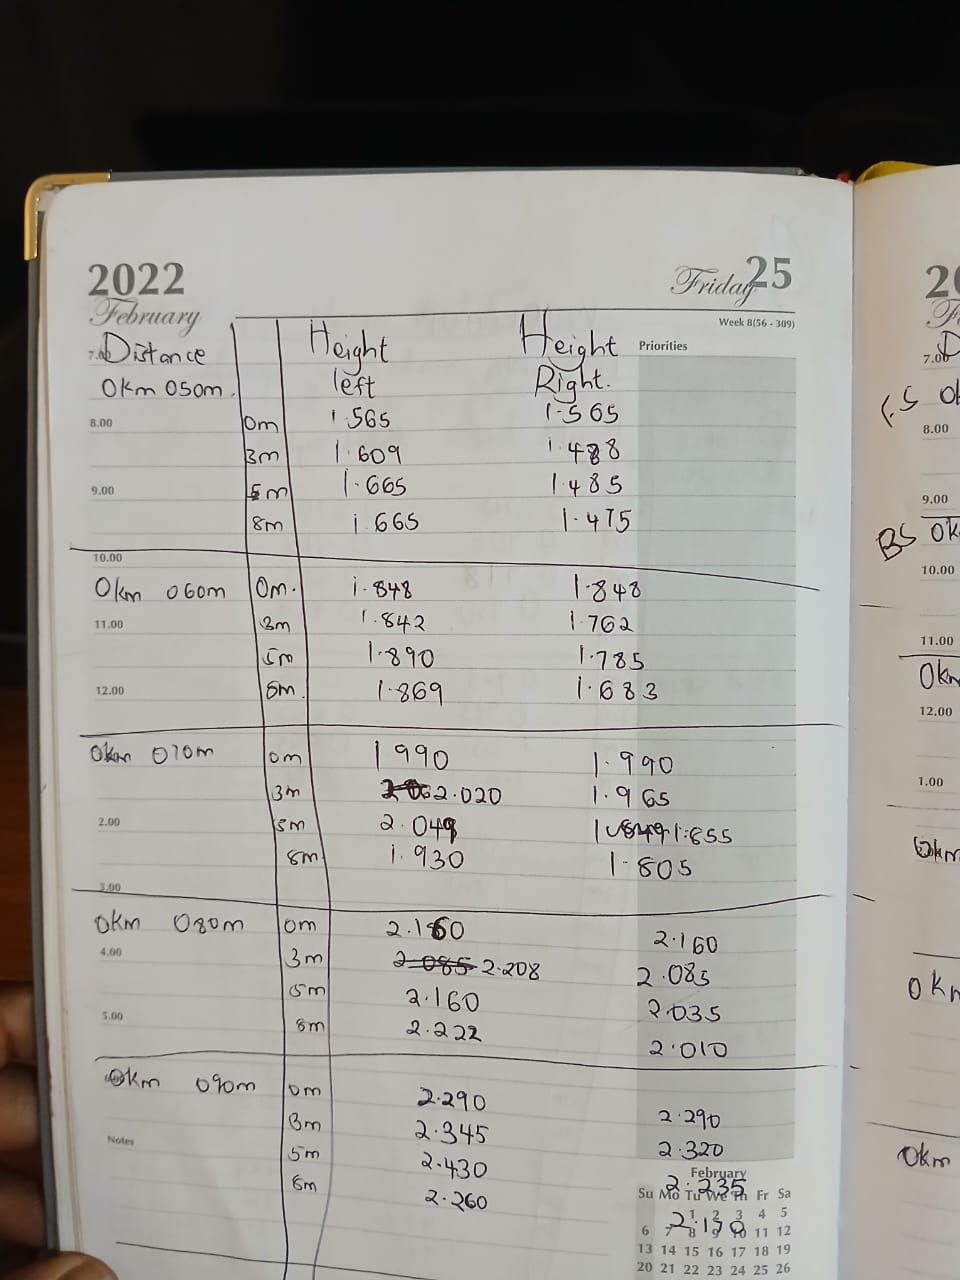 2022
February
Friday 25
Week 8(56 - 309)
Distance Height Height Priorities
7.00
0km 050m. left Right.
8.00 0m 1.565 1.565
3m 1.609 1.488
9.00 5m 1.665 1.485
8m 1.665 1.475
10.00
0km 060m 0m. 1.848 1.848
11.00 3m 1.842 1.762
5m 1.890 1.785
12.00 8m. 1.869 1.683
0km 070m 0m 1 990 1.990
3m 2.020 1.965
2.00 5m 2.049 1.855
8m 1.930 1.805
3.00
0km 080m 0m 2.160 2.160
4.00 3m 2.085 2.208 2.085
5m 2.160 2.035
5.00 8m 2.222 2.010
0km 090m 0m 2.290 2.290
3m 2.345 2.320
Notes 5m 2.430 2.235
8m 2.260 2.170
February
Su Mo Tu We Th Fr Sa
1 2 3 4 5
6 7 8 9 10 11 12
13 14 15 16 17 18 19
20 21 22 23 24 25 26
20
D
7.00
F.S 0k
8.00
9.00
BS 0k
10.00
11.00
0km
12.00
1.00
0km
0km
0km